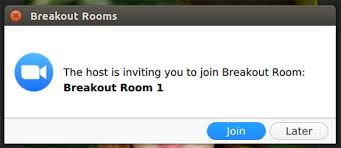 Breakout Rooms
The host is inviting you to join Breakout Room:
Breakout Room 1
Join
Later